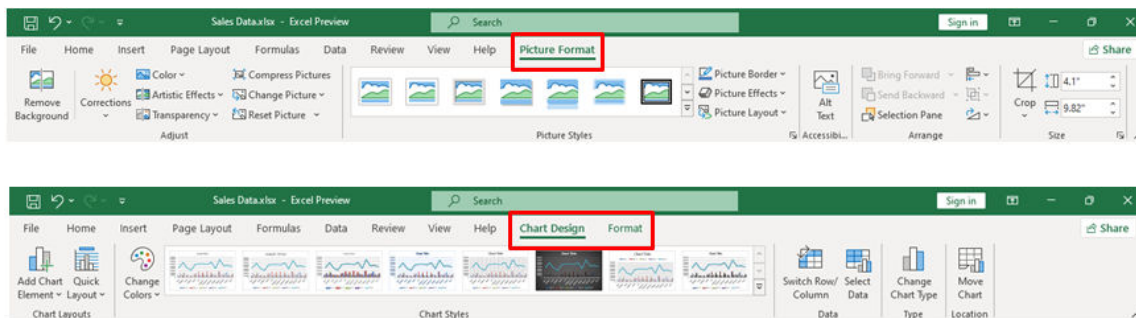 Sales Data.xlsx - Excel Preview Search Sign in
File Home Insert Page Layout Formulas Data Review View Help Picture Format Share
Remove Background
Corrections
Color
Artistic Effects
Transparency
Compress Pictures
Change Picture
Reset Picture
Picture Border
Picture Effects
Picture Layout
Alt Text
Bring Forward
Send Backward
Selection Pane
Crop
4.1"
9.82"
Adjust Picture Styles Accessibi... Arrange Size
Sales Data.xlsx - Excel Preview Search Sign in
File Home Insert Page Layout Formulas Data Review View Help Chart Design Format Share
Add Chart Element
Quick Layout
Change Colors
Switch Row/ Column
Select Data
Change Chart Type
Move Chart
Chart Layouts Chart Styles Data Type Location